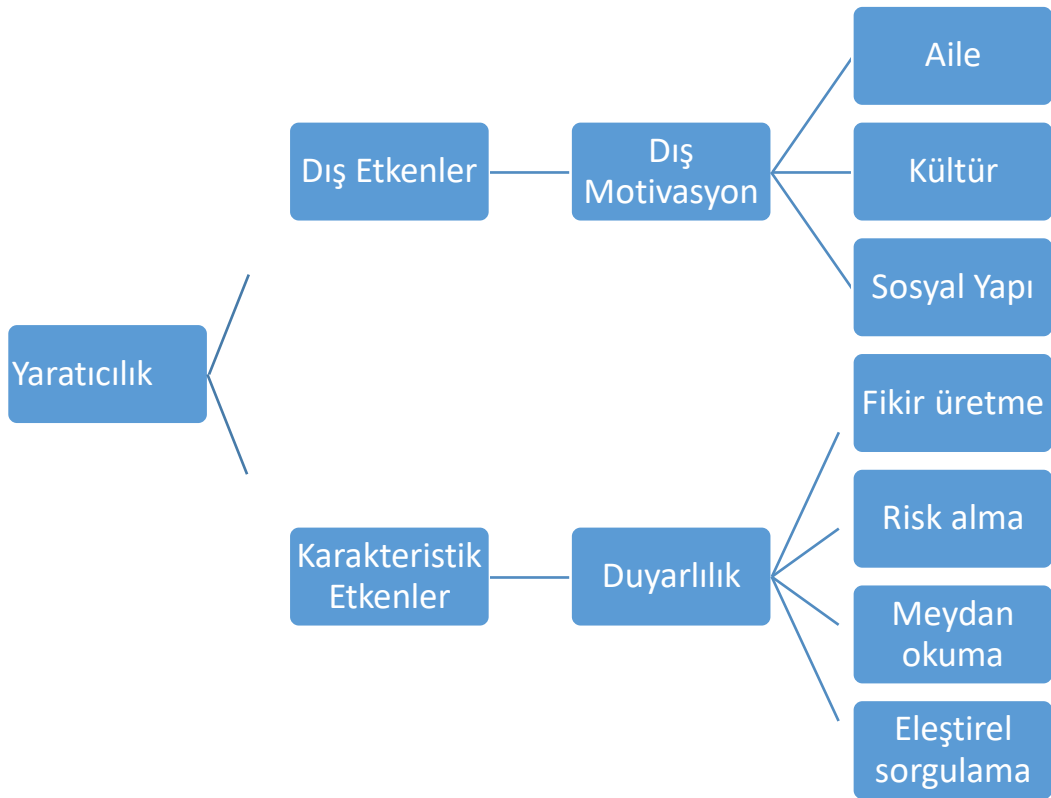 Yaratıcılık
Dış Etkenler
Dış
Motivasyon
Aile
Kültür
Sosyal Yapı
Karakteristik
Etkenler
Duyarlılık
Fikir üretme
Risk alma
Meydan
okuma
Eleştirel
sorgulama